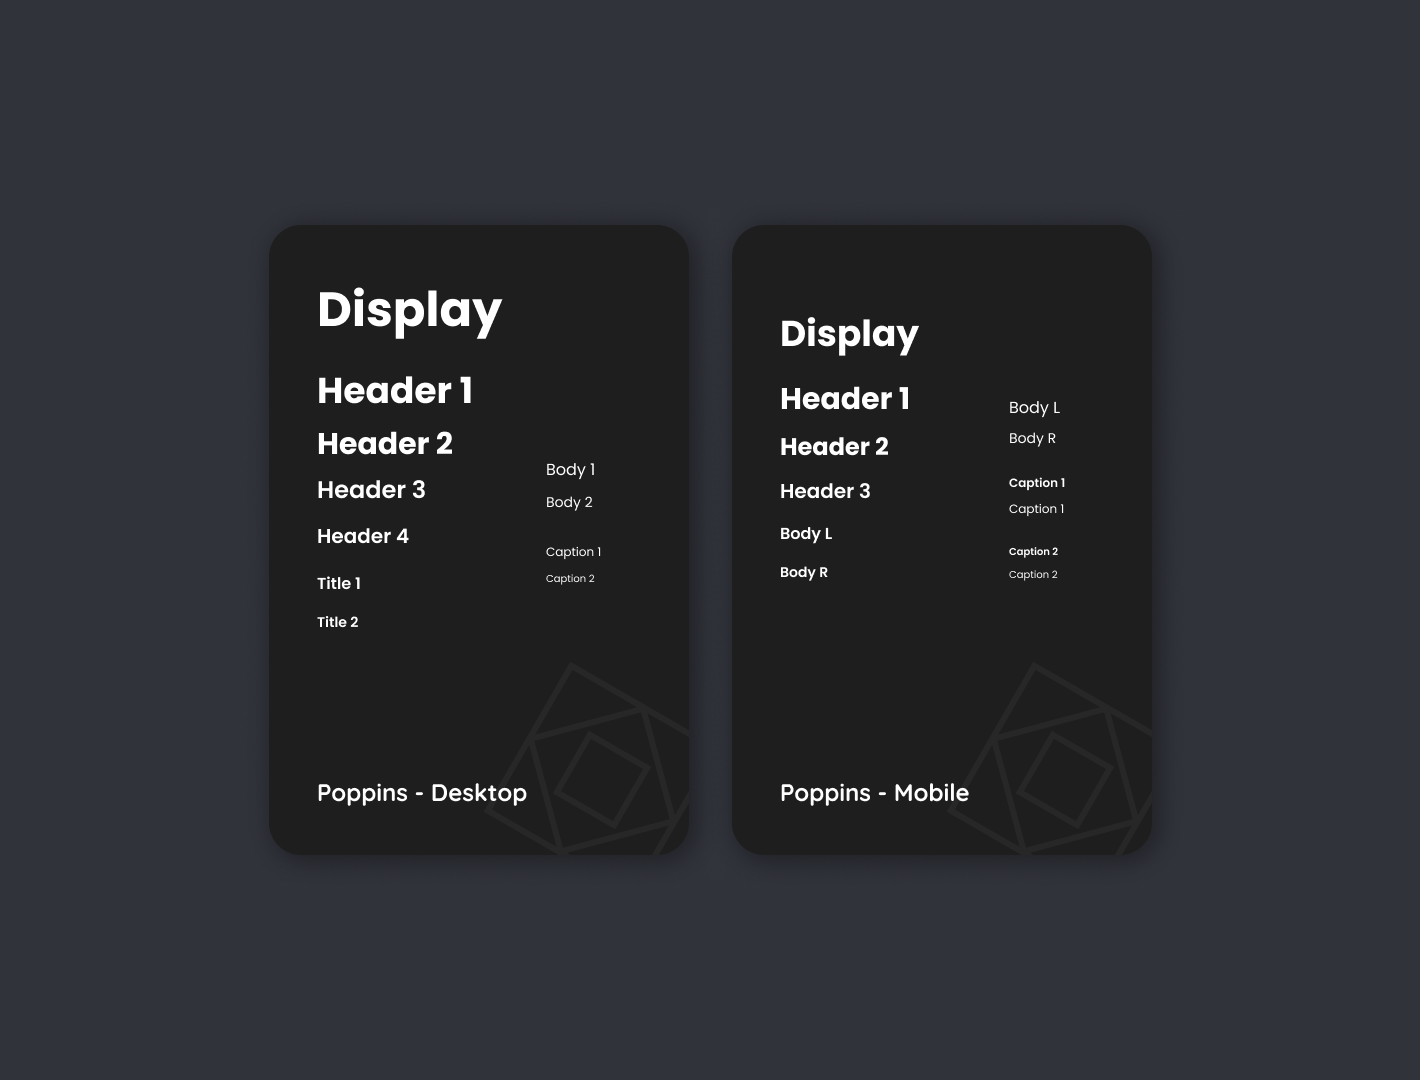 Display
Header 1
Header 2
Header 3
Header 4
Title 1
Title 2
Body 1
Body 2
Caption 1
Caption 2
Poppins - Desktop
Display
Header 1
Header 2
Header 3
Body L
Body R
Body L
Body R
Caption 1
Caption 1
Caption 2
Caption 2
Poppins - Mobile